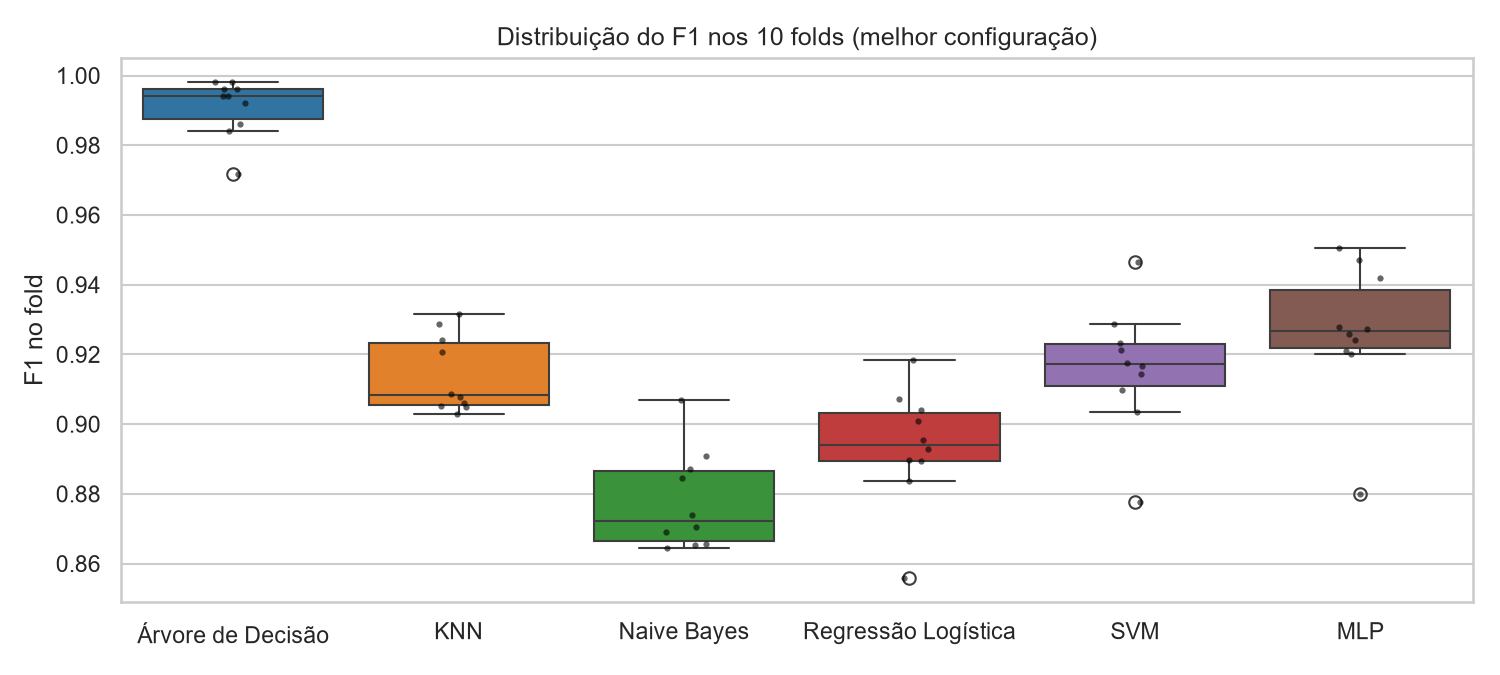 Distribuição do F1 nos 10 folds (melhor configuração)
F1 no fold
1.00
0.98
0.96
0.94
0.92
0.90
0.88
0.86
Árvore de Decisão
KNN
Naive Bayes
Regressão Logística
SVM
MLP